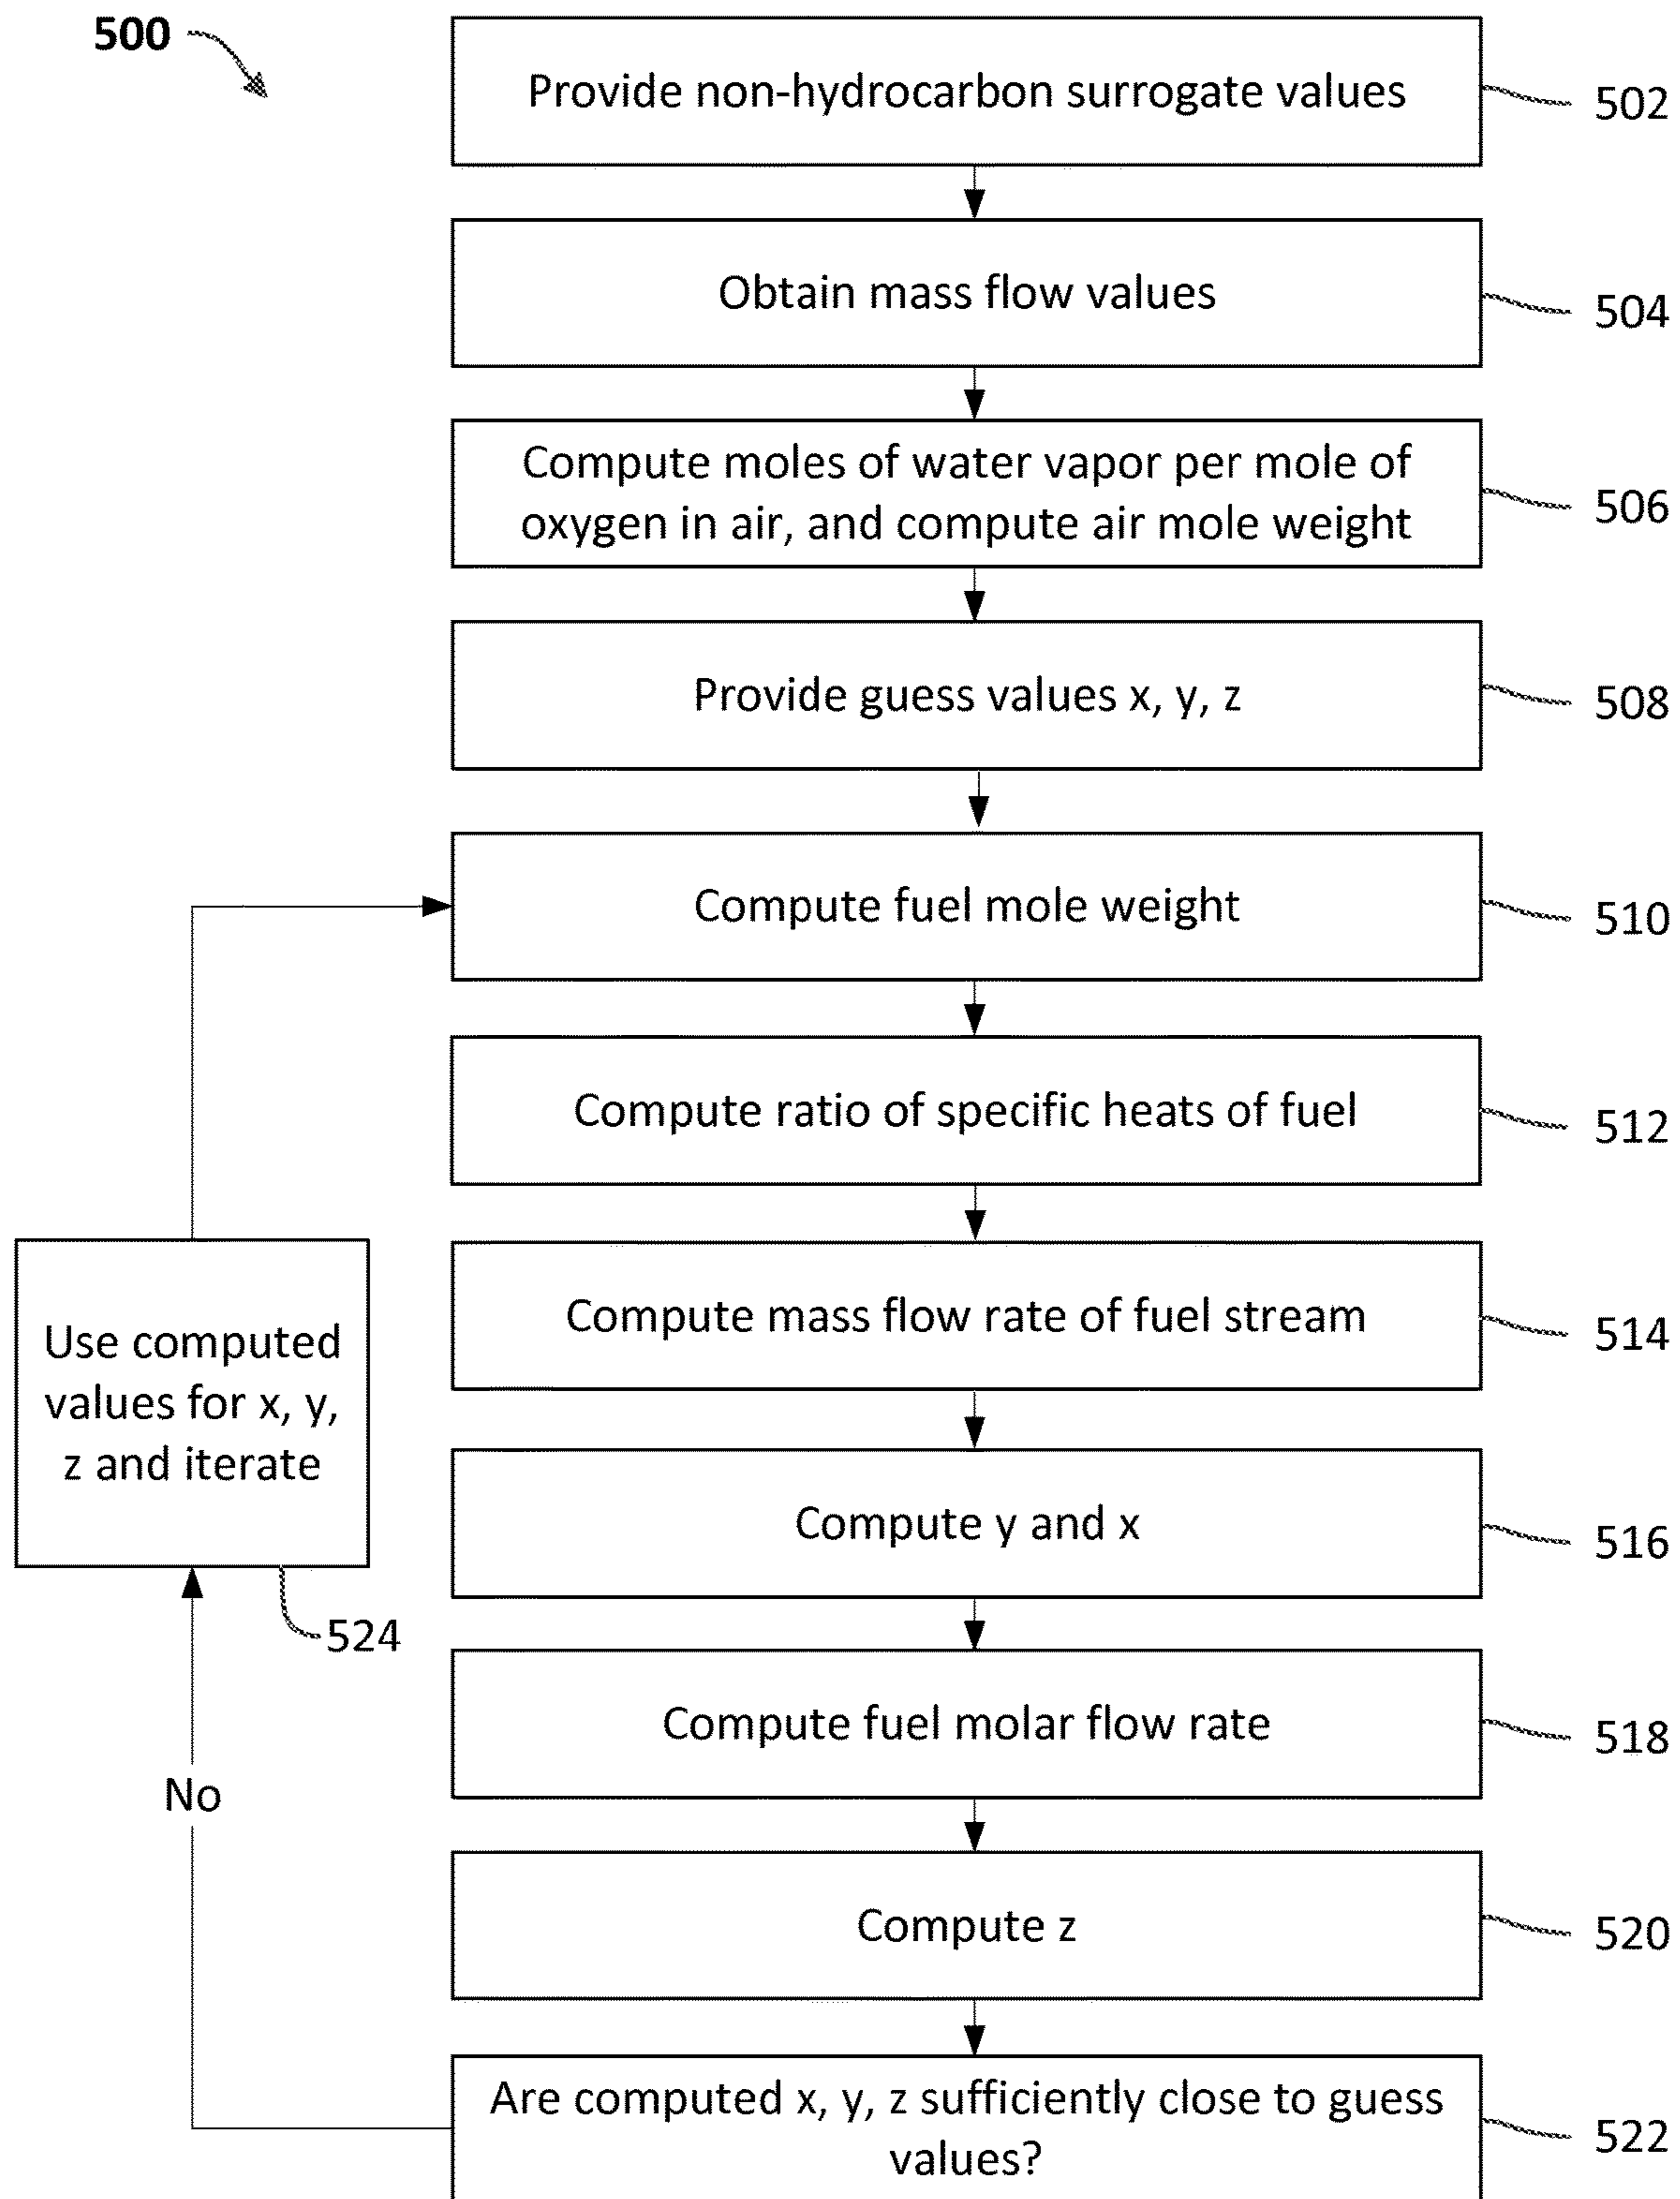 500
Provide non-hydrocarbon surrogate values
502
Obtain mass flow values
504
Compute moles of water vapor per mole of
oxygen in air, and compute air mole weight
506
Provide guess values x, y, z
508
Compute fuel mole weight
510
Compute ratio of specific heats of fuel
512
Compute mass flow rate of fuel stream
514
Use computed
values for x, y,
z and iterate
524
Compute y and x
516
Compute fuel molar flow rate
518
No
Compute z
520
Are computed x, y, z sufficiently close to guess
values?
522